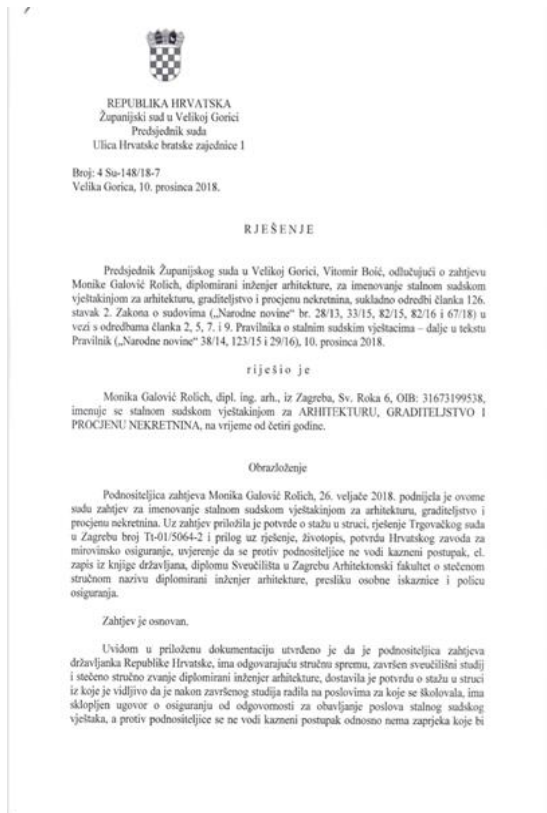 REPUBLIKA HRVATSKA
Županijski sud u Velikoj Gorici
Predsjednik suda
Ulica Hrvatske bratske zajednice 1
Broj: 4 Su-148/18-7
Velika Gorica, 10. prosinca 2018.
RJEŠENJE
Predsjednik Županijskog suda u Velikoj Gorici, Vitomir Boić, odlučujući o zahtjevu
Monike Galović Rolich, diplomirani inženjer arhitekture, za imenovanje stalnom sudskom
vještakinjom za arhitekturu, graditeljstvo i procjenu nekretnina, sukladno odredbi članka 126.
stavak 2. Zakona o sudovima („Narodne novine“ br. 28/13, 33/15, 82/15, 82/16 i 67/18) u
vezi s odredbama članka 2, 5, 7. i 9. Pravilnika o stalnim sudskim vještacima – dalje u tekstu
Pravilnik („Narodne novine“ 38/14, 123/15 i 29/16), 10. prosinca 2018.
riješio je
Monika Galović Rolich, dipl. ing. arh., iz Zagreba, Sv. Roka 6, OIB: 31673199538,
imenuje se stalnom sudskom vještakinjom za ARHITEKTURU, GRADITELJSTVO I
PROCJENU NEKRETNINA, na vrijeme od četiri godine.
Obrazloženje
Podnositeljica zahtjeva Monika Galović Rolich, 26. veljače 2018. podnijela je ovome
sudu zahtjev za imenovanje stalnom sudskom vještakinjom za arhitekturu, graditeljstvo i
procjenu nekretnina. Uz zahtjev priložila je potvrde o stažu u struci, rješenje Trgovačkog suda
u Zagrebu broj Tt-01/5064-2 i prilog uz rješenje, životopis, potvrdu Hrvatskog zavoda za
mirovinsko osiguranje, uvjerenje da se protiv podnositeljice ne vodi kazneni postupak, el.
zapis iz knjige državljana, diplomu Sveučilišta u Zagrebu Arhitektonski fakultet o stečenom
stručnom nazivu diplomirani inženjer arhitekture, presliku osobne iskaznice i policu
osiguranja.
Zahtjev je osnovan.
Uvidom u priloženu dokumentaciju utvrđeno je da je podnositeljica zahtjeva
državljanka Republike Hrvatske, ima odgovarajuću stručnu spremu, završen sveučilišni studij
i stečeno stručno zvanje diplomirani inženjer arhitekture, dostavila je potvrdu o stažu u struci
iz koje je vidljivo da je nakon završenog studija radila na poslovima za koje se školovala, ima
sklopljen ugovor o osiguranju od odgovornosti za obavljanje poslova stalnog sudskog
vještaka, a protiv podnositeljice se ne vodi kazneni postupak odnosno nema zaprjeka koje bi